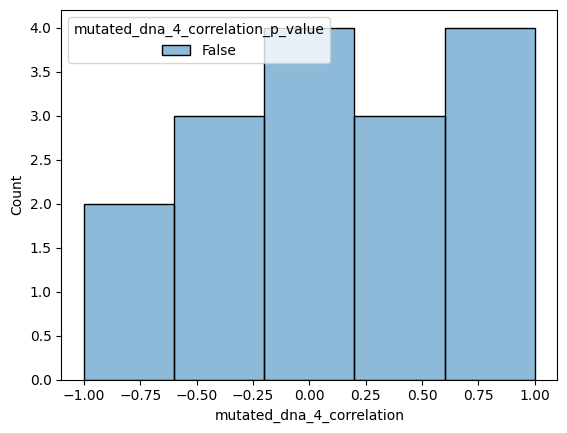 mutated_dna_4_correlation_p_value
False
4.0
3.5
3.0
2.5
2.0
1.5
1.0
0.5
0.0
Count
−1.00 −0.75 −0.50 −0.25 0.00 0.25 0.50 0.75 1.00
mutated_dna_4_correlation